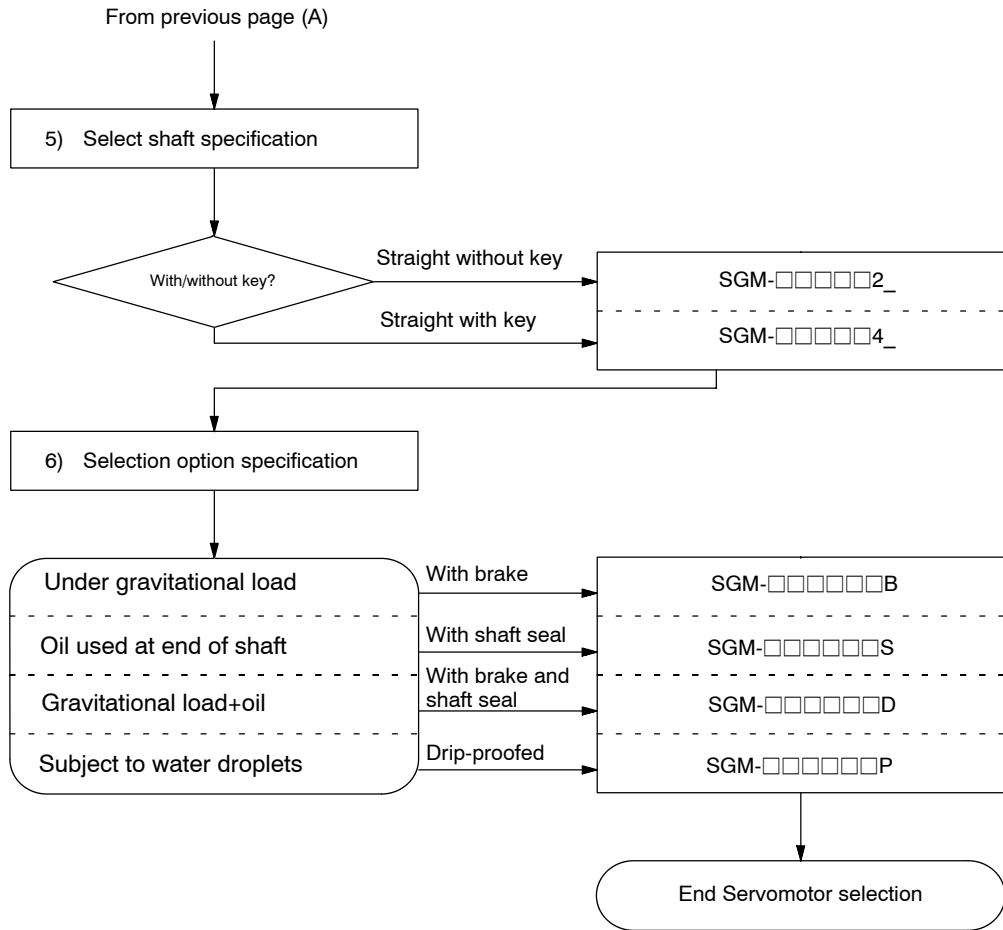 From previous page (A)
5) Select shaft specification
With/without key?
Straight without key
SGM-□□□□□2_
Straight with key
SGM-□□□□□4_
6) Selection option specification
Under gravitational load
With brake
SGM-□□□□□□B
Oil used at end of shaft
With shaft seal
SGM-□□□□□□S
Gravitational load+oil
With brake and
shaft seal
SGM-□□□□□□D
Subject to water droplets
Drip-proofed
SGM-□□□□□□P
End Servomotor selection